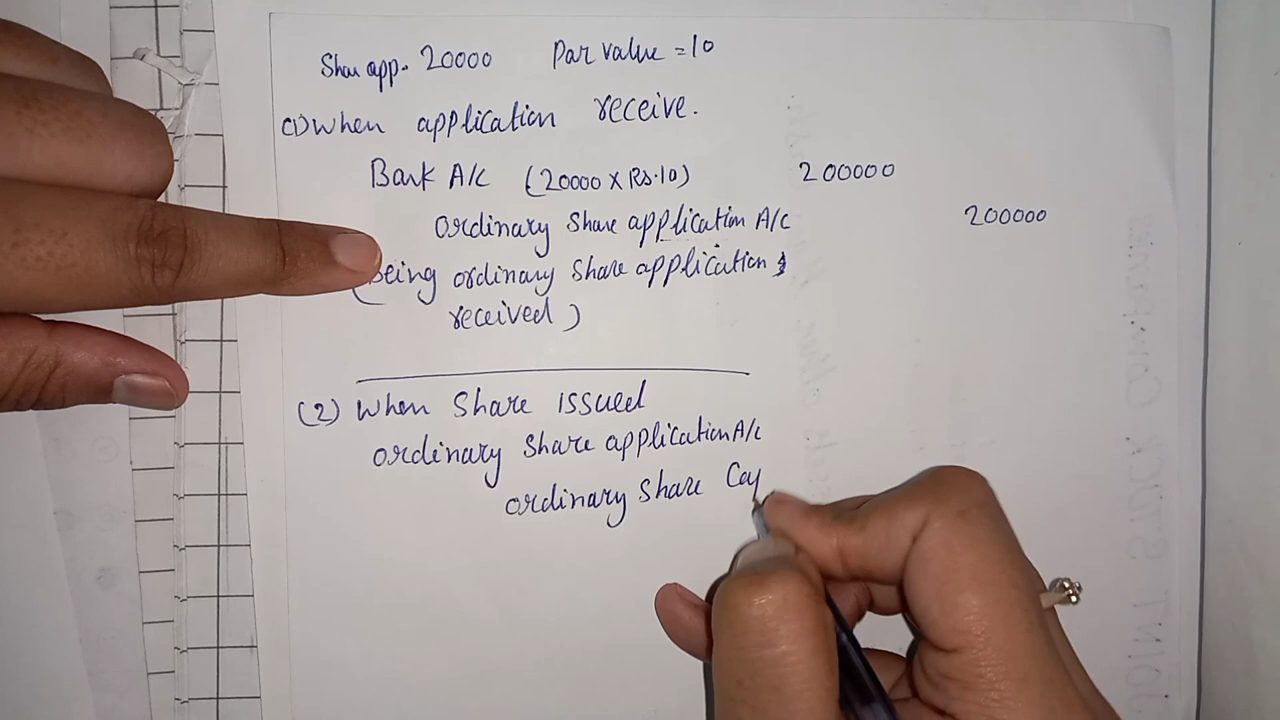 Share app. 20000 Par value = 10
(1) When application receive.
Bank A/C (20000 X Rs.10) 200000
Ordinary Share application A/C 200000
(Being ordinary share application
received)
(2) When Share issued
ordinary Share application A/c
ordinary Share Cap